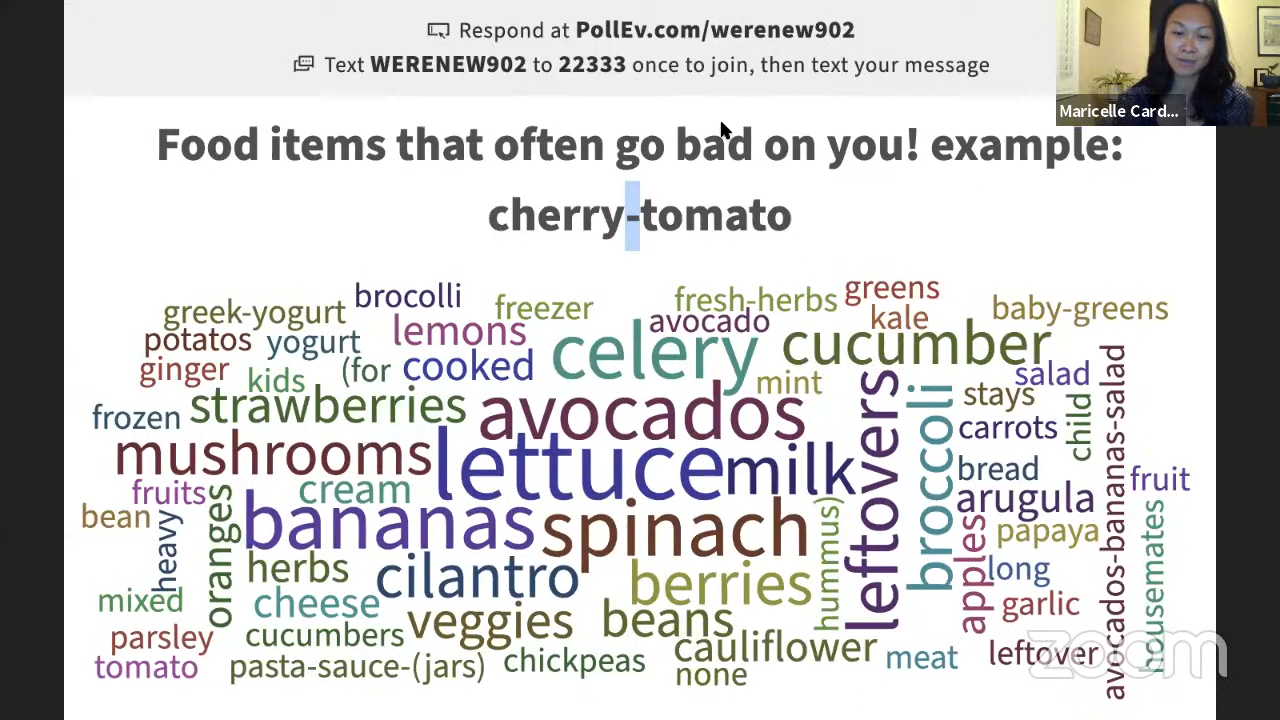 Respond at PollEv.com/werenew902
Text WERENEW902 to 22333 once to join, then text your message
Maricelle Card...
Food items that often go bad on you! example:
cherry-tomato
brocolli
greek-yogurt
freezer
fresh-herbs
greens
baby-greens
potatos
yogurt
lemons
avocado
kale
ginger
kids
(for
cooked
celery
cucumber
mint
salad
frozen
strawberries
avocados
stays
child
carrots
mushrooms
lettuce
milk
leftovers
broccoli
bread
avocados-bananas-salad
fruits
cream
arugula
fruit
bean
heavy
oranges
bananas
spinach
hummus)
apples
papaya
housemates
herbs
cilantro
berries
long
mixed
cheese
garlic
parsley
cucumbers
veggies
beans
cauliflower
meat
leftover
tomato
pasta-sauce-(jars)
chickpeas
none
zoom